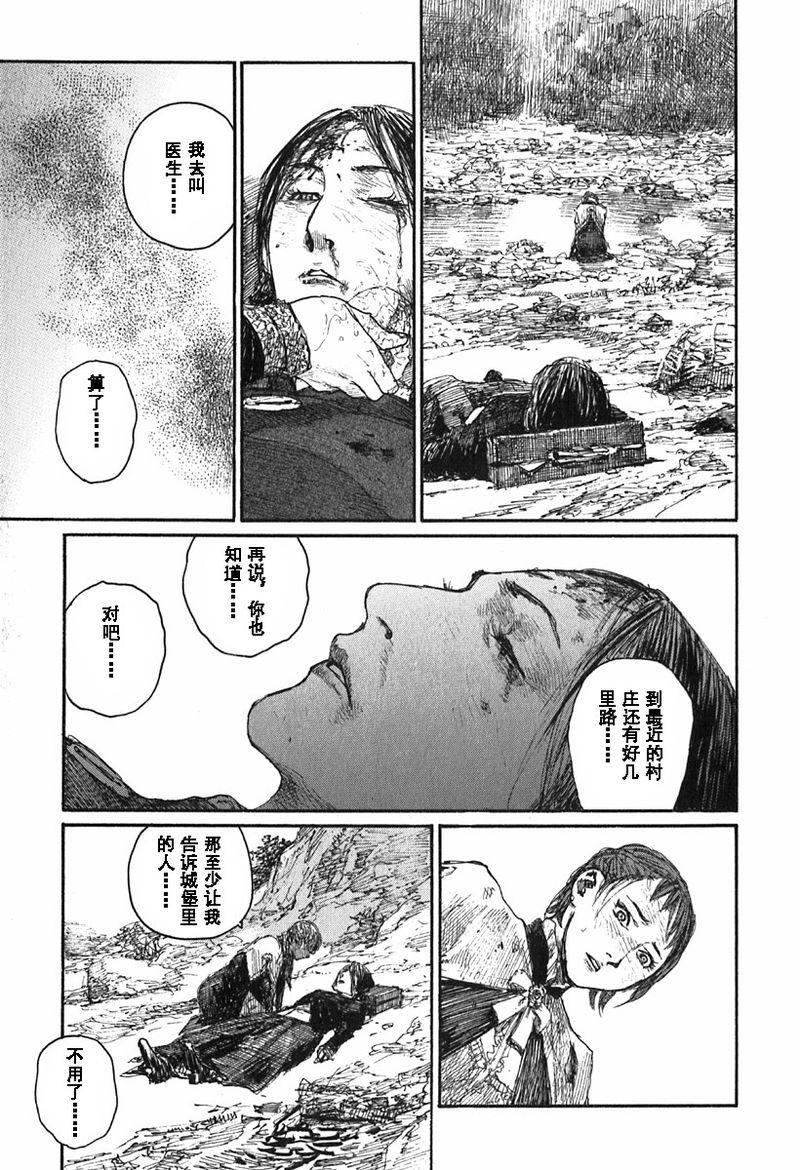 我去叫
医生……
算了……
到最近的村
庄还有好几
里路……
再说，你也
知道……
对吧……
那至少让我
告诉城堡里
的人……
不用了……